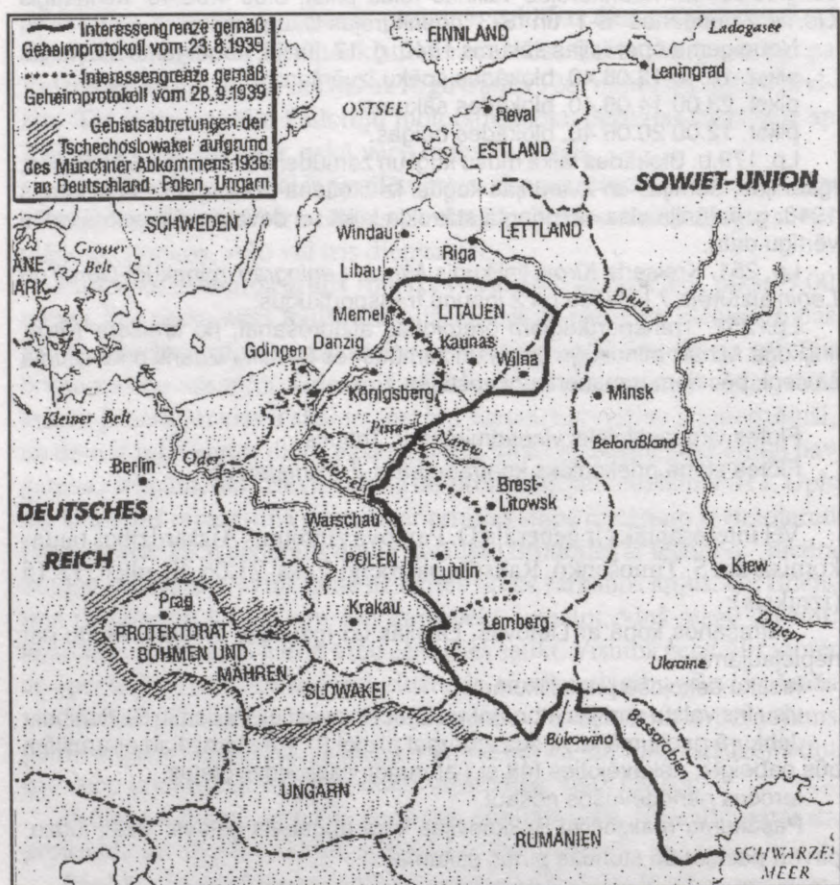 Interessengrenze gemäß
Geheimprotokoll vom 23.8.1939
Interessengrenze gemäß
Geheimprotokoll vom 28.9.1939
Gebietsabtretungen der
Tschechoslowakei aufgrund
des Münchner Abkommens 1938
an Deutschland, Polen, Ungarn
FINNLAND
Ladogasee
Leningrad
OSTSEE
Reval
ESTLAND
SOWJET-UNION
SCHWEDEN
LETTLAND
Grosser
Belt
Windau
Riga
ÄNE
ARK
Libau
Düna
Memel
LITAUEN
Gdingen
Danzig
Kaunas
Wilna
Königsberg
Minsk
Kleiner Belt
Pissa
Narew
Belorußland
Berlin
Oder
Weichsel
Brest-
Litowsk
DEUTSCHES
REICH
Warschau
POLEN
Lublin
Kiew
Prag
Krakau
Lemberg
Dnjepr
PROTEKTORAT
BÖHMEN UND
MÄHREN
San
Ukraine
SLOWAKEI
Bukowina
Bessarabien
UNGARN
RUMÄNIEN
SCHWARZES
MEER